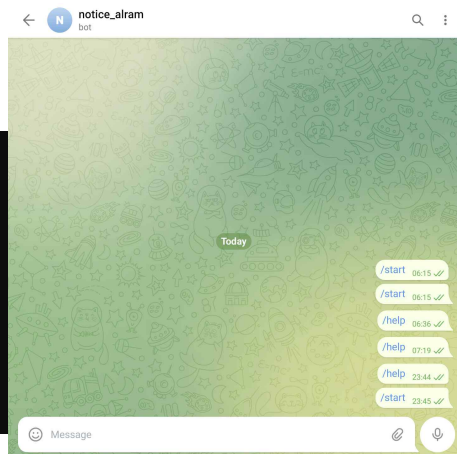 N
notice_alram
bot
Today
/start 06:15
/start 06:15
/help 06:36
/help 07:19
/help 23:44
/start 23:45
Message